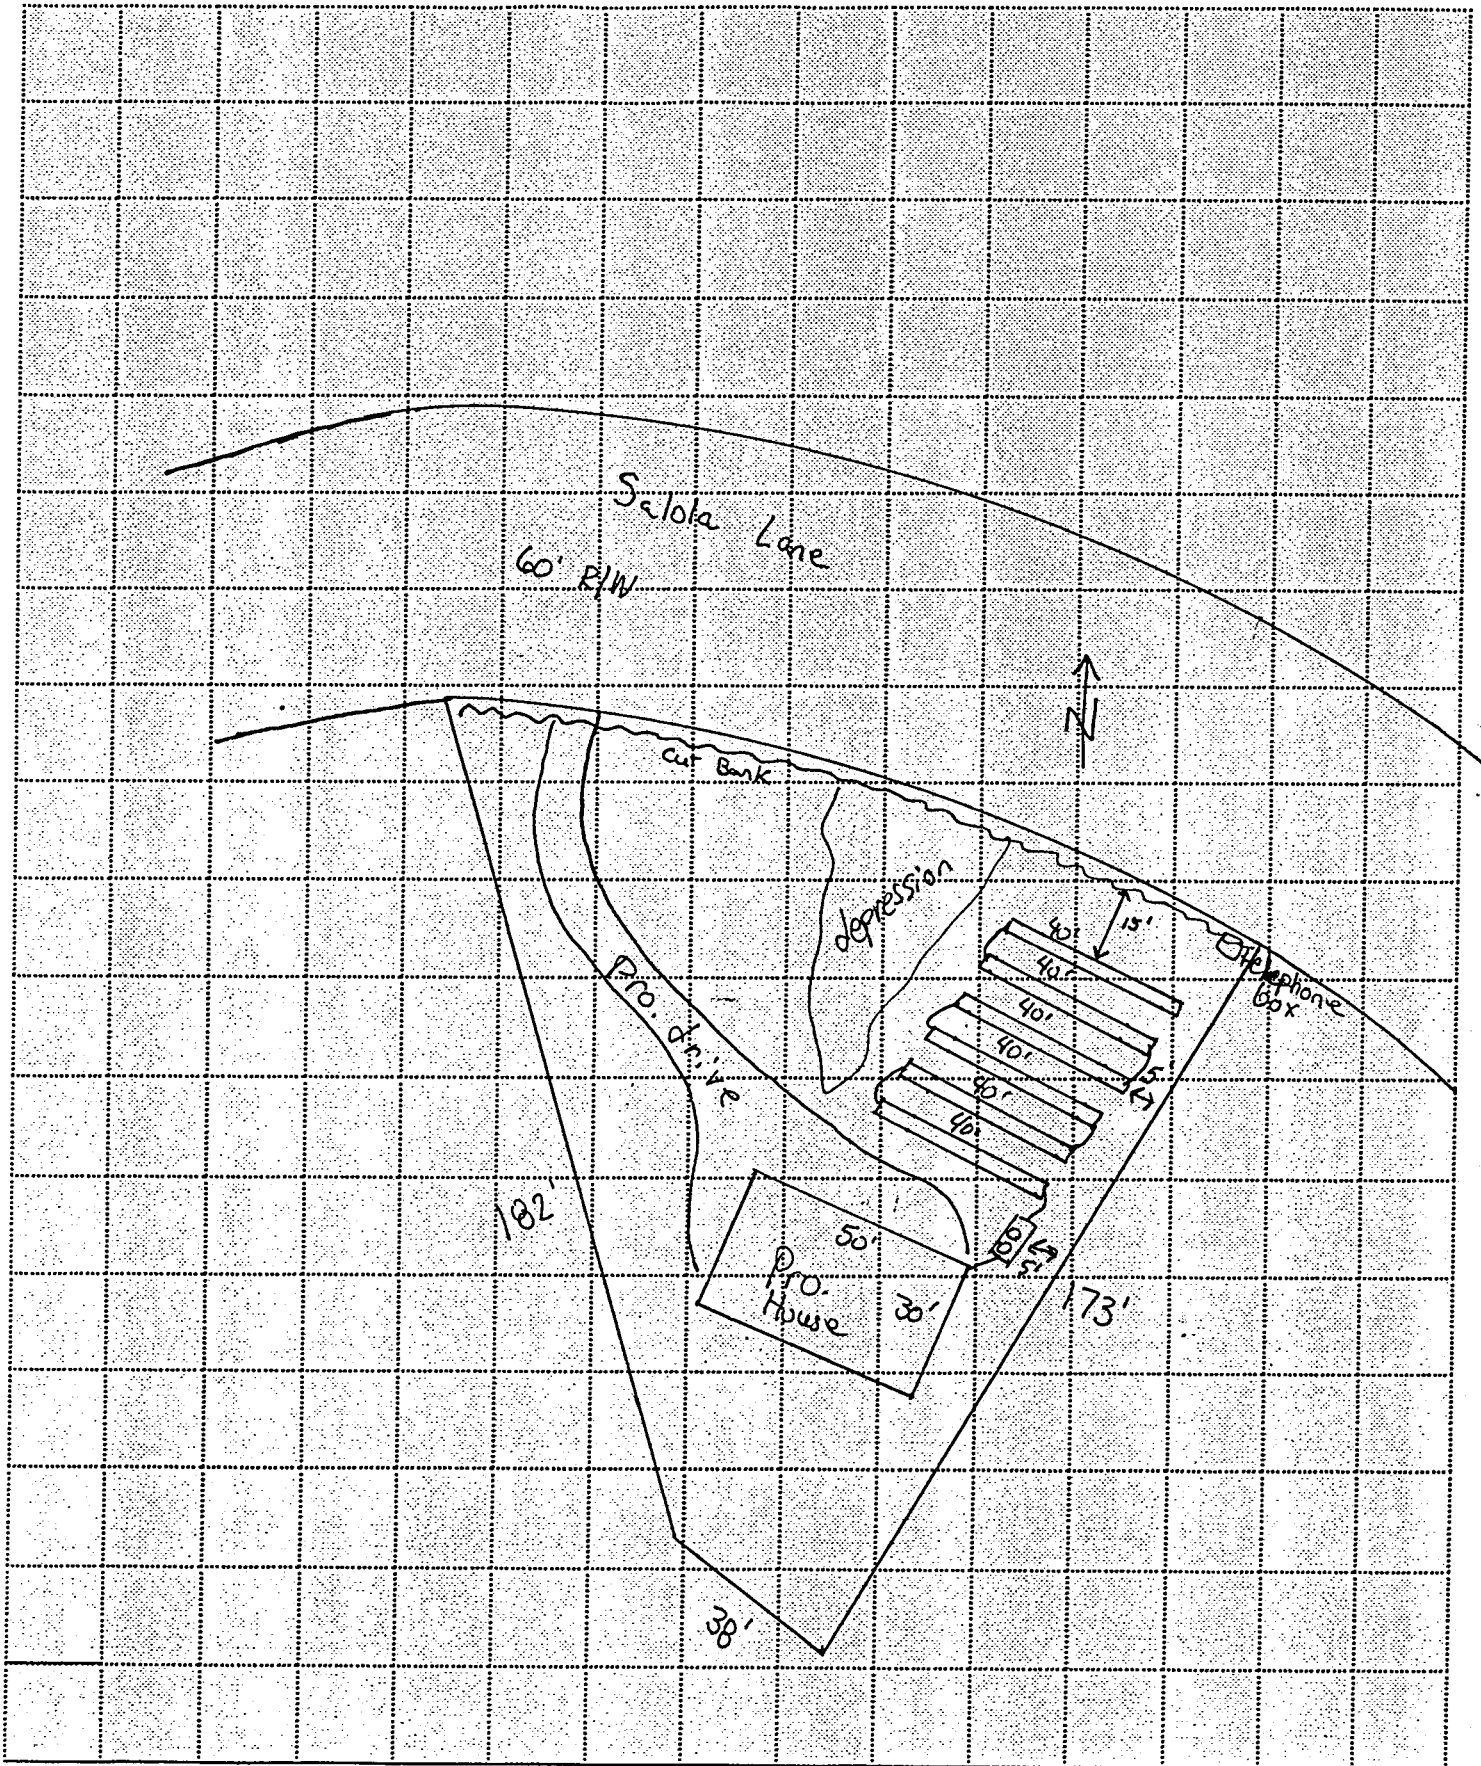 Salola Lane
60' R/W
N
Cut Bank
depression
15'
40'
40'
40'
40'
40'
40'
Telephone
box
5'
Pro. drive
182'
50'
Pro.
House
30'
5'
173'
38'